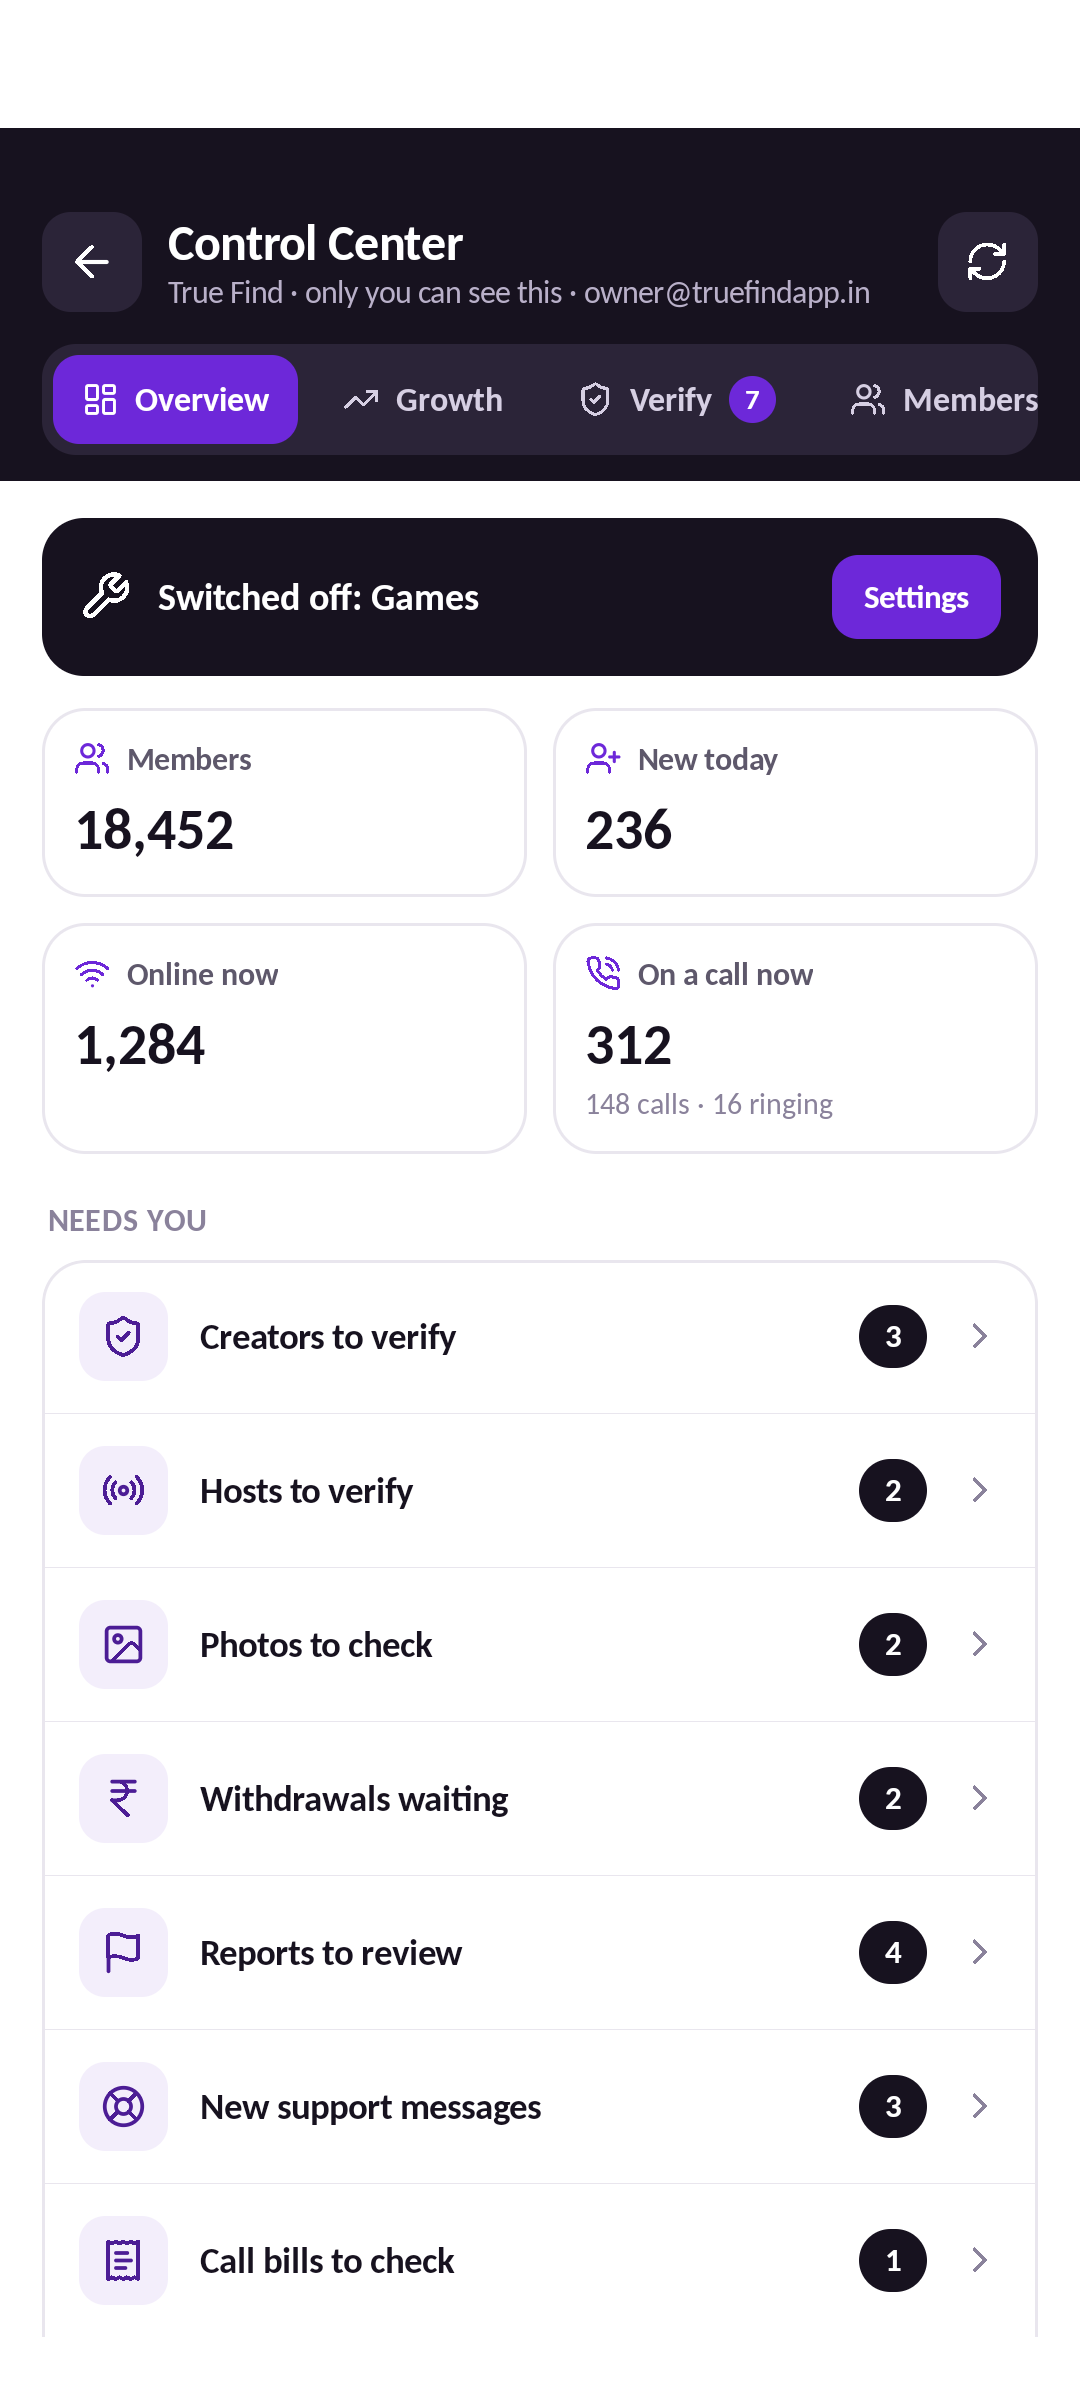 Control Center
True Find · only you can see this · owner@truefindapp.in
Overview
Growth
Verify 7
Members
Switched off: Games
Settings
Members
18,452
New today
236
Online now
1,284
On a call now
312
148 calls · 16 ringing
NEEDS YOU
Creators to verify 3
Hosts to verify 2
Photos to check 2
Withdrawals waiting 2
Reports to review 4
New support messages 3
Call bills to check 1